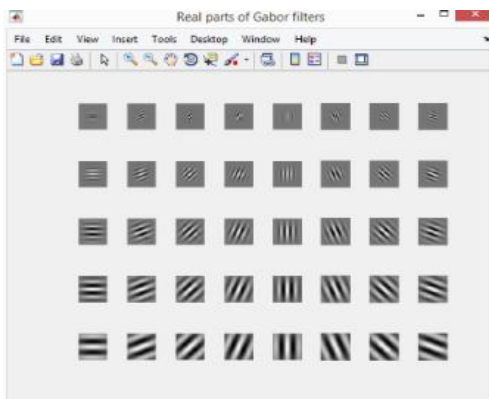 Real parts of Gabor filters
File Edit View Insert Tools Desktop Window Help